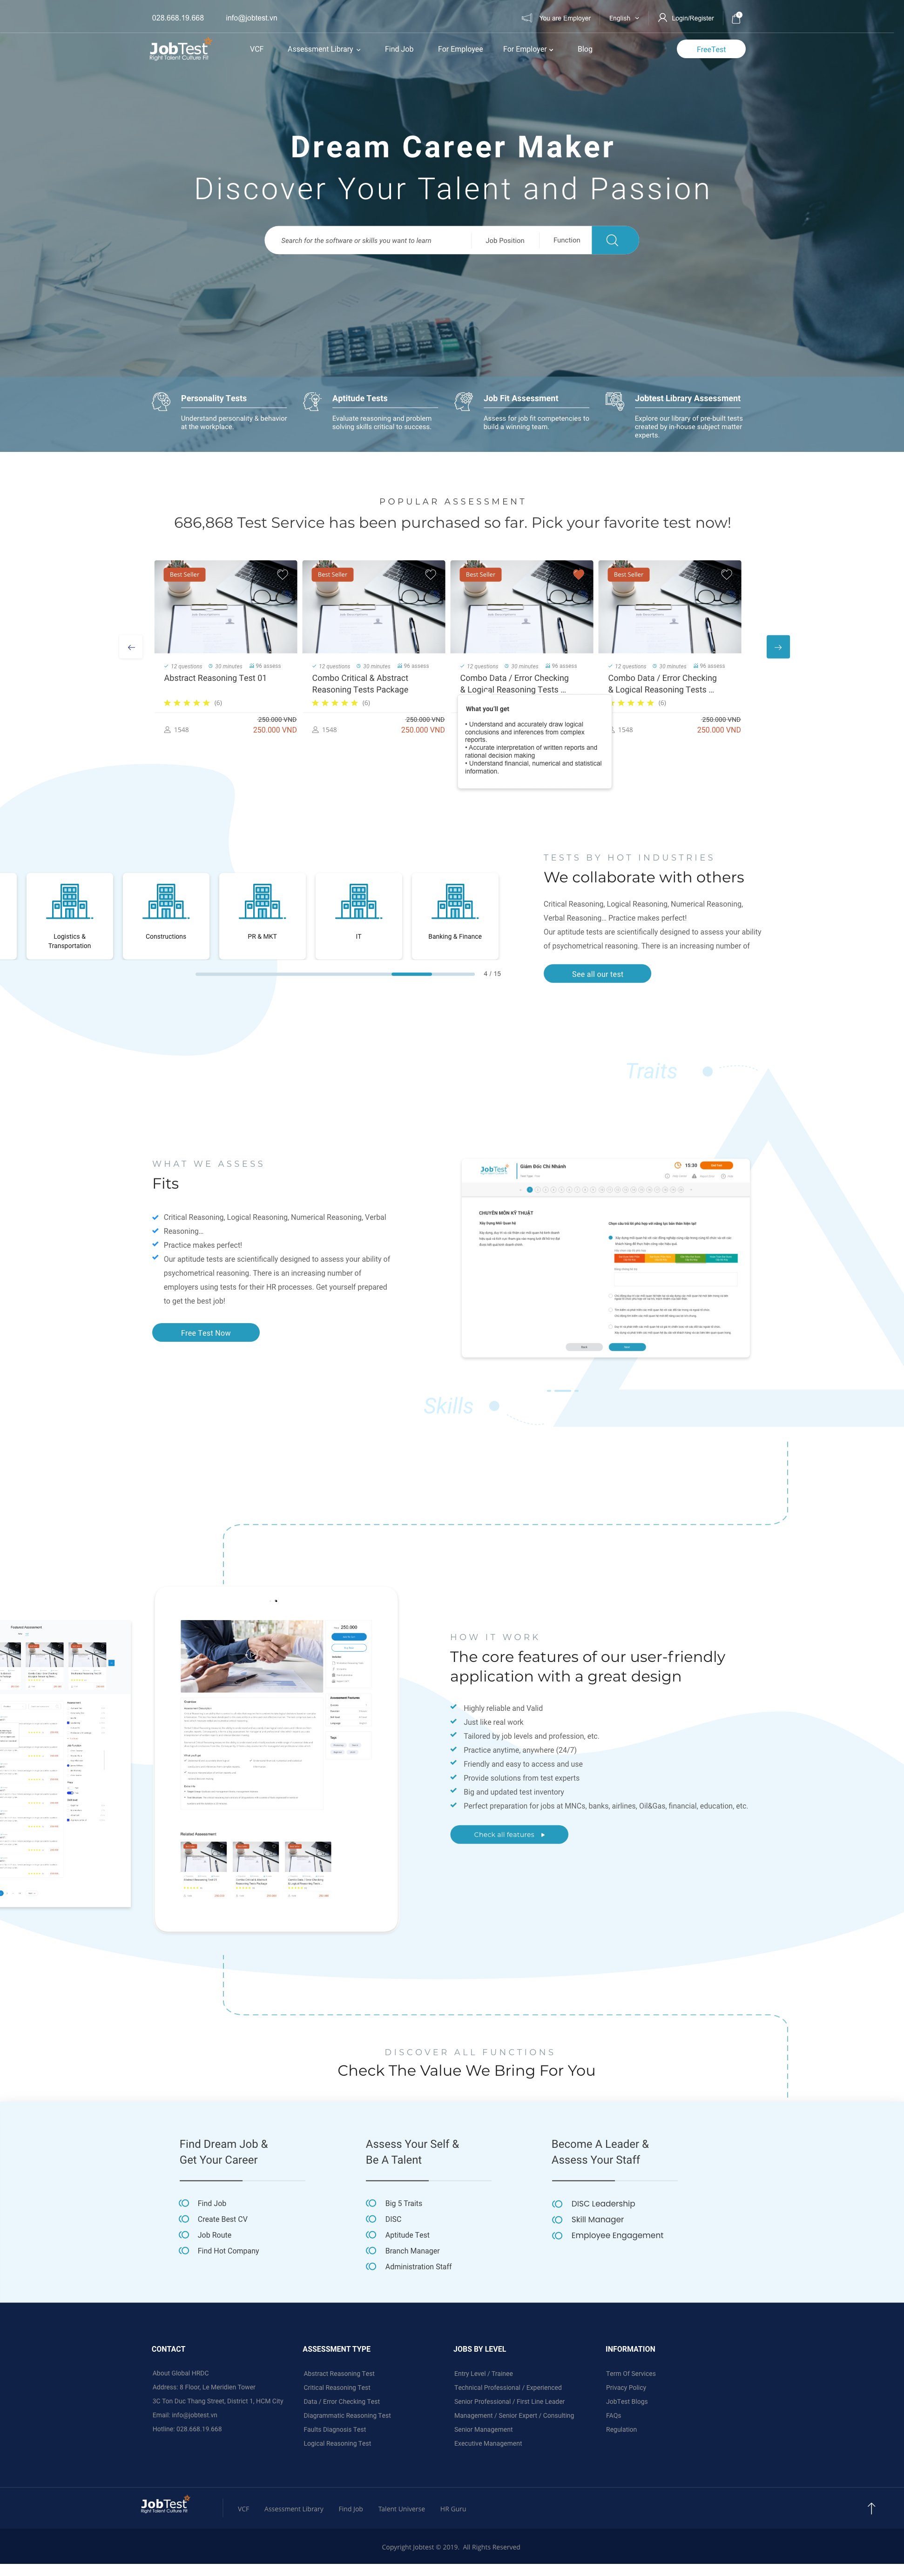 028.668.19.668
info@jobtest.vn
You are Employer
English
Login/Register
JobTest
Right Talent Culture Fit
VCF
Assessment Library
Find Job
For Employee
For Employer
Blog
FreeTest
Dream Career Maker
Discover Your Talent and Passion
Search for the software or skills you want to learn
Job Position
Function
Personality Tests
Understand personality & behavior
at the workplace.
Aptitude Tests
Evaluate reasoning and problem
solving skills critical to success.
Job Fit Assessment
Assess for job fit competencies to
build a winning team.
Jobtest Library Assessment
Explore our library of pre-built tests
created by in-house subject matter
experts.
POPULAR ASSESSMENT
686,868 Test Service has been purchased so far. Pick your favorite test now!
Best Seller
12 questions
30 minutes
96 assess
Abstract Reasoning Test 01
(6)
250.000 VND
1548
250.000 VND
Best Seller
12 questions
30 minutes
96 assess
Combo Critical & Abstract
Reasoning Tests Package
(6)
250.000 VND
1548
250.000 VND
Best Seller
12 questions
30 minutes
96 assess
Combo Data / Error Checking
& Logical Reasoning Tests ...
What you'll get
• Understand and accurately draw logical
conclusions and inferences from complex
reports.
• Accurate interpretation of written reports and
rational decision making
• Understand financial, numerical and statistical
information.
Best Seller
12 questions
30 minutes
96 assess
Combo Data / Error Checking
& Logical Reasoning Tests ...
(6)
250.000 VND
1548
250.000 VND
Logistics &
Transportation
Constructions
PR & MKT
IT
Banking & Finance
4 / 15
TESTS BY HOT INDUSTRIES
We collaborate with others
Critical Reasoning, Logical Reasoning, Numerical Reasoning,
Verbal Reasoning... Practice makes perfect!
Our aptitude tests are scientifically designed to assess your ability
of psychometrical reasoning. There is an increasing number of
See all our test
Traits
WHAT WE ASSESS
Fits
Critical Reasoning, Logical Reasoning, Numerical Reasoning, Verbal
Reasoning...
Practice makes perfect!
Our aptitude tests are scientifically designed to assess your ability of
psychometrical reasoning. There is an increasing number of
employers using tests for their HR processes. Get yourself prepared
to get the best job!
Free Test Now
JobTest
Giám Đốc Chi Nhánh
15:30
CHUYÊN MÔN KỸ THUẬT
Xây Dựng Mối Quan hệ
Skills
250.000
Related Assessment
HOW IT WORK
The core features of our user-friendly
application with a great design
Highly reliable and Valid
Just like real work
Tailored by job levels and profession, etc.
Practice anytime, anywhere (24/7)
Friendly and easy to access and use
Provide solutions from test experts
Big and updated test inventory
Perfect preparation for jobs at MNCs, banks, airlines, Oil&Gas, financial, education, etc.
Check all features
DISCOVER ALL FUNCTIONS
Check The Value We Bring For You
Find Dream Job &
Get Your Career
Find Job
Create Best CV
Job Route
Find Hot Company
Assess Your Self &
Be A Talent
Big 5 Traits
DISC
Aptitude Test
Branch Manager
Administration Staff
Become A Leader &
Assess Your Staff
DISC Leadership
Skill Manager
Employee Engagement
CONTACT
About Global HRDC
Address: 8 Floor, Le Meridien Tower
3C Ton Duc Thang Street, District 1, HCM City
Email: info@jobtest.vn
Hotline: 028.668.19.668
ASSESSMENT TYPE
Abstract Reasoning Test
Critical Reasoning Test
Data / Error Checking Test
Diagrammatic Reasoning Test
Faults Diagnosis Test
Logical Reasoning Test
JOBS BY LEVEL
Entry Level / Trainee
Technical Professional / Experienced
Senior Professional / First Line Leader
Management / Senior Expert / Consulting
Senior Management
Executive Management
INFORMATION
Term Of Services
Privacy Policy
JobTest Blogs
FAQs
Regulation
JobTest
Right Talent Culture Fit
VCF
Assessment Library
Find Job
Talent Universe
HR Guru
Copyright Jobtest © 2019. All Rights Reserved